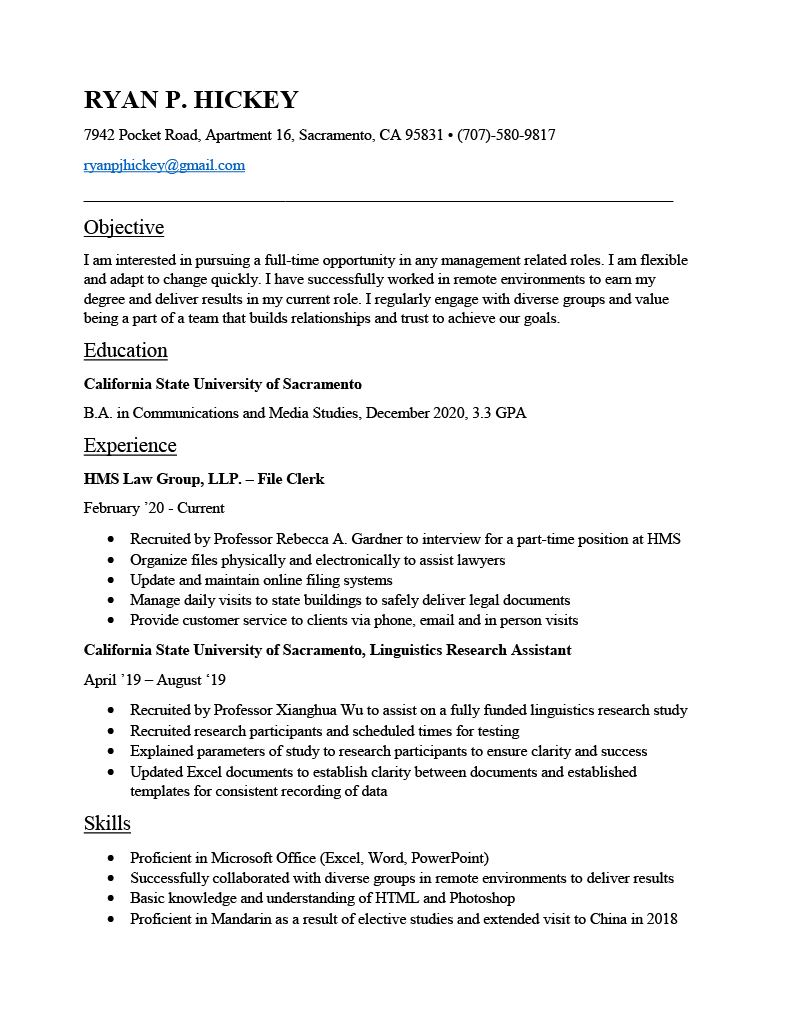 RYAN P. HICKEY
7942 Pocket Road, Apartment 16, Sacramento, CA 95831 • (707)-580-9817
ryanpjhickey@gmail.com
Objective
I am interested in pursuing a full-time opportunity in any management related roles. I am flexible
and adapt to change quickly. I have successfully worked in remote environments to earn my
degree and deliver results in my current role. I regularly engage with diverse groups and value
being a part of a team that builds relationships and trust to achieve our goals.
Education
California State University of Sacramento
B.A. in Communications and Media Studies, December 2020, 3.3 GPA
Experience
HMS Law Group, LLP. – File Clerk
February ’20 - Current
• Recruited by Professor Rebecca A. Gardner to interview for a part-time position at HMS
• Organize files physically and electronically to assist lawyers
• Update and maintain online filing systems
• Manage daily visits to state buildings to safely deliver legal documents
• Provide customer service to clients via phone, email and in person visits
California State University of Sacramento, Linguistics Research Assistant
April ’19 – August ‘19
• Recruited by Professor Xianghua Wu to assist on a fully funded linguistics research study
• Recruited research participants and scheduled times for testing
• Explained parameters of study to research participants to ensure clarity and success
• Updated Excel documents to establish clarity between documents and established
templates for consistent recording of data
Skills
• Proficient in Microsoft Office (Excel, Word, PowerPoint)
• Successfully collaborated with diverse groups in remote environments to deliver results
• Basic knowledge and understanding of HTML and Photoshop
• Proficient in Mandarin as a result of elective studies and extended visit to China in 2018